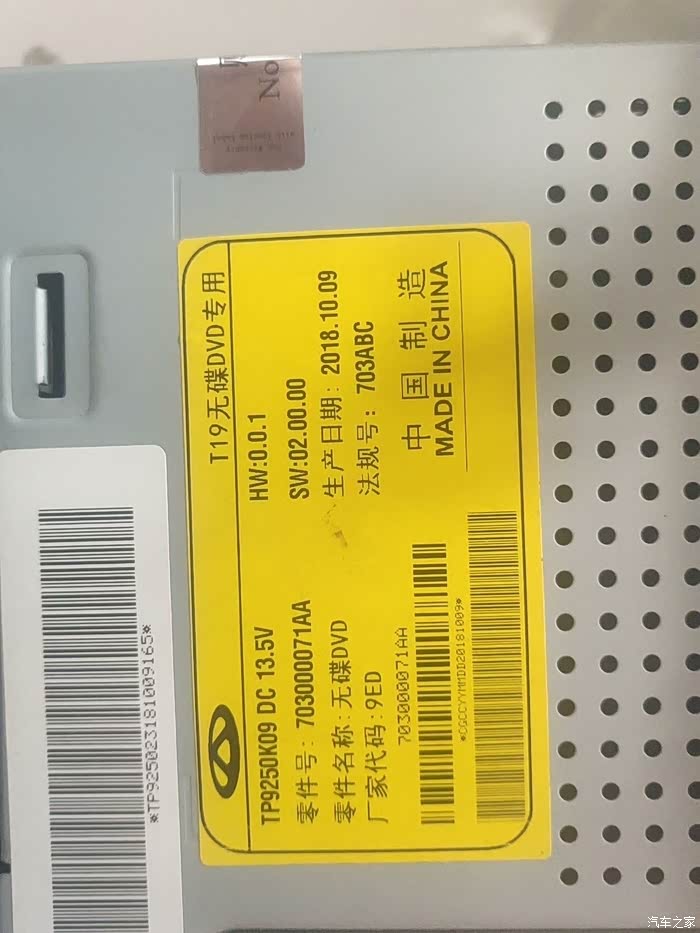 No
T19无碟DVD专用
TP9250K09 DC 13.5V
HW:0.0.1
零件号: 703000071AA
SW:02.00.00
零件名称:无碟DVD
生产日期: 2018.10.09
厂家代码:9ED
法规号: 703ABC
703000071AA
中国制造
MADE IN CHINA
*CGCCYYMMDD20181009*
*TP925023181009165*
汽车之家